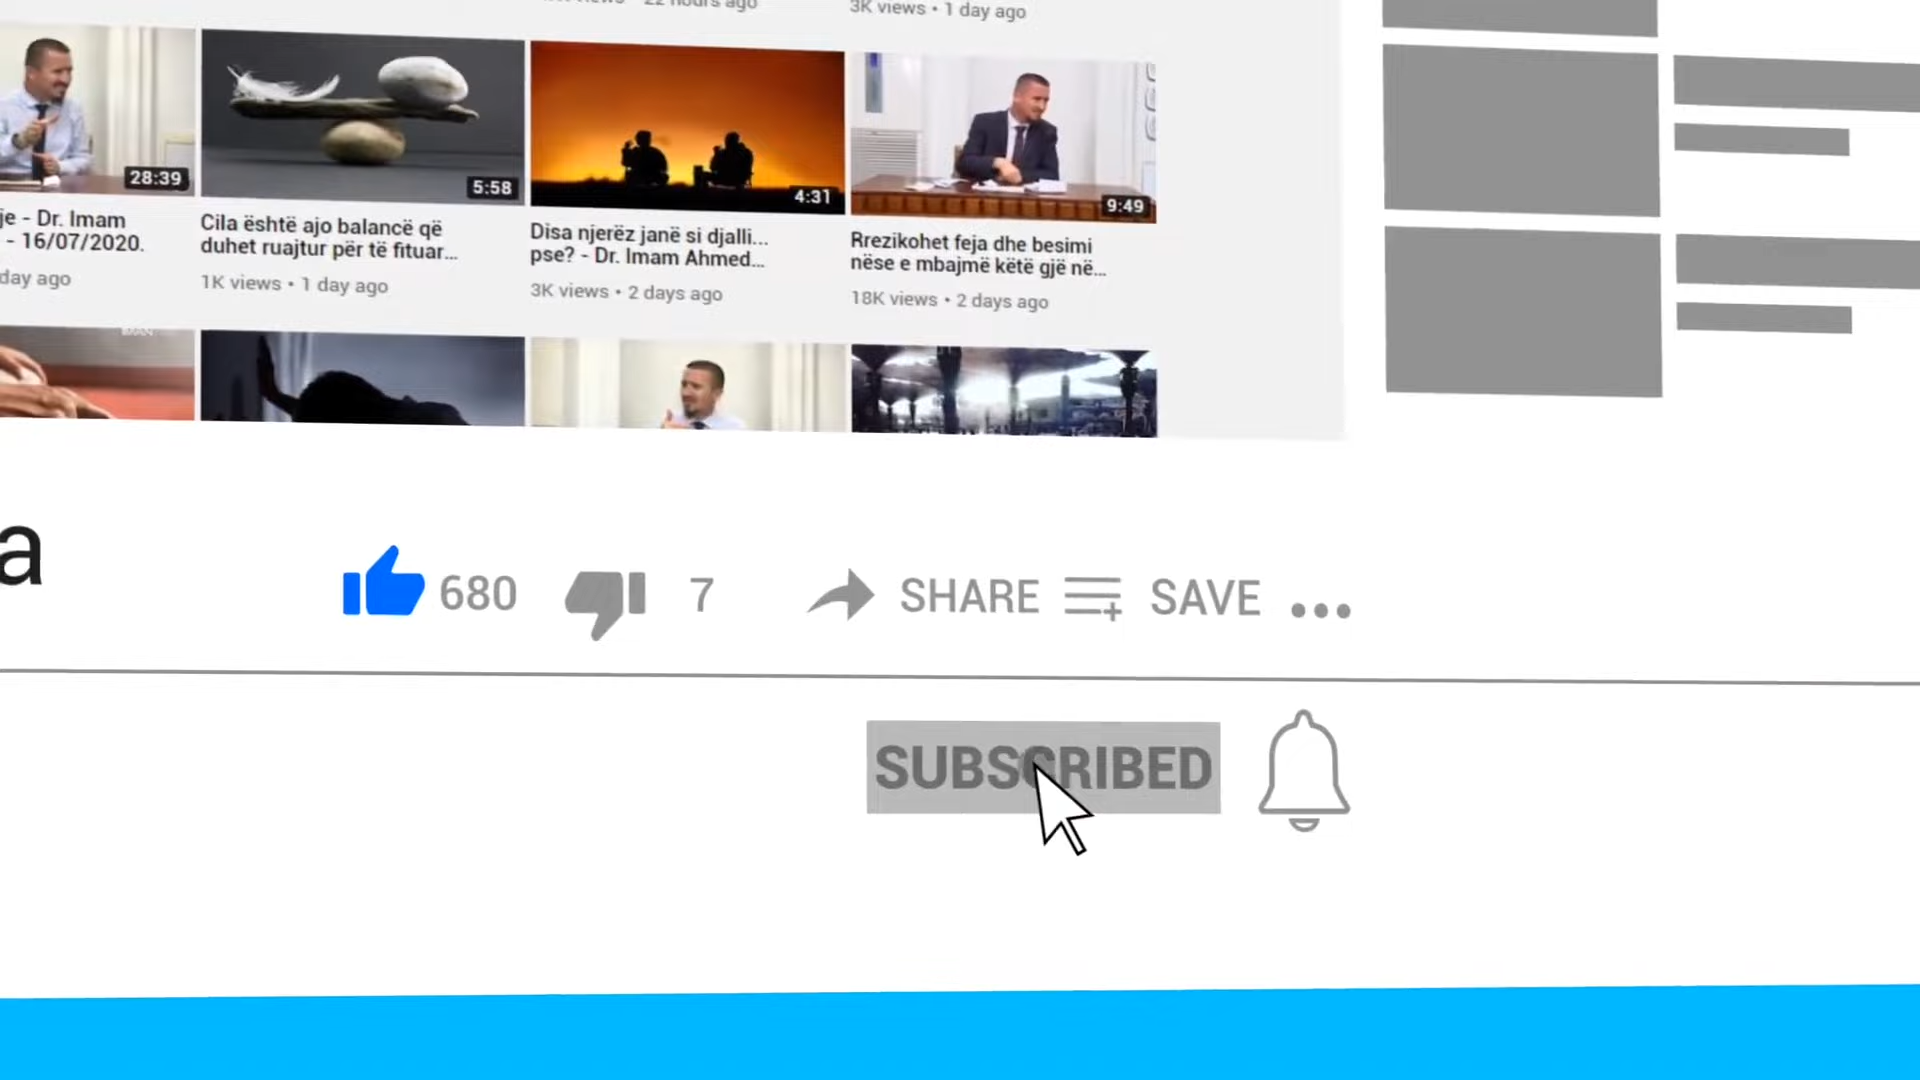 22 hours ago
3K views • 1 day ago
28:39
5:58
4:31
9:49
je - Dr. Imam
- 16/07/2020.
day ago
Cila është ajo balancë që
duhet ruajtur për të fituar...
1K views • 1 day ago
Disa njerëz janë si djalli...
pse? - Dr. Imam Ahmed...
3K views • 2 days ago
Rrezikohet feja dhe besimi
nëse e mbajmë këtë gjë në...
18K views • 2 days ago
a
680
7
SHARE
SAVE
SUBSCRIBED